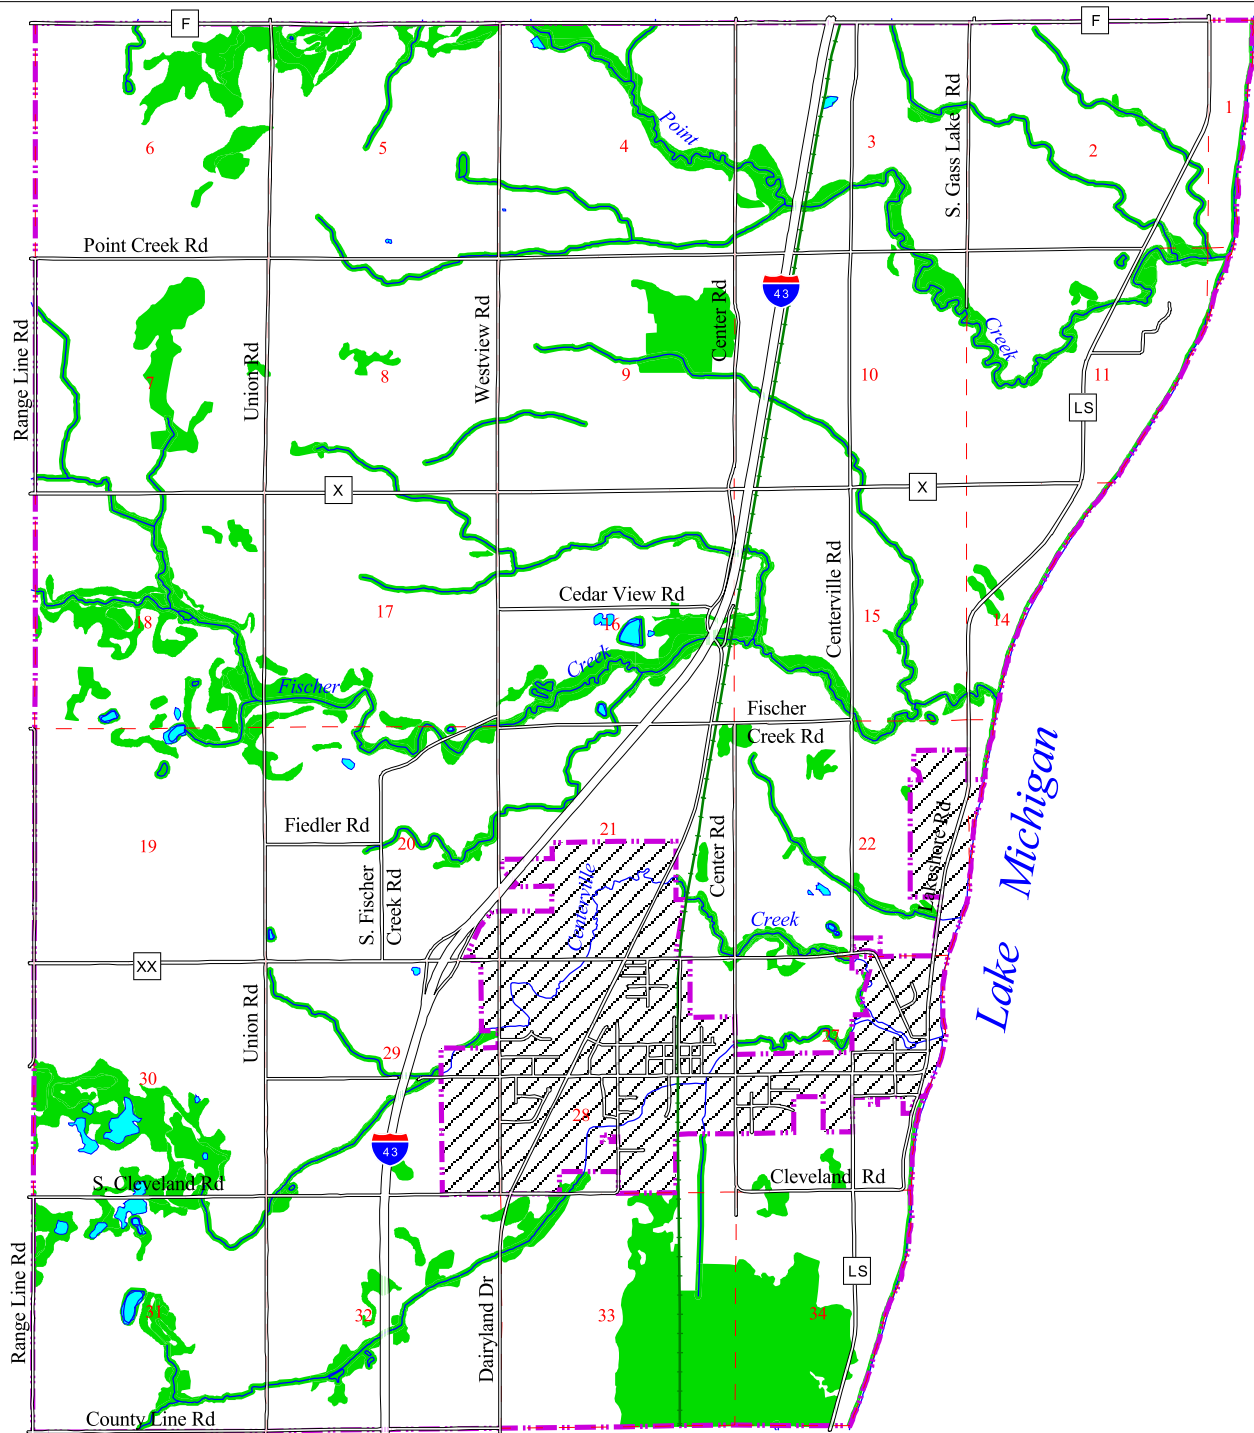 F
F
1
6
5
4
Point
3
S. Gass Lake Rd
2
Point Creek Rd
43
Range Line Rd
Union Rd
Westview Rd
Center Rd
Creek
7
8
9
10
11
LS
X
X
Cedar View Rd
Centerville Rd
17
18
16
15
14
Creek
Fischer
Fischer
Creek Rd
Lake Michigan
Fiedler Rd
19
20
21
22
S. Fischer
Creek Rd
Centerville
Center Rd
Lakeshore Rd
Creek
XX
Union Rd
29
27
30
28
43
S. Cleveland Rd
Cleveland Rd
Range Line Rd
LS
Dairyland Dr
31
32
33
34
County Line Rd